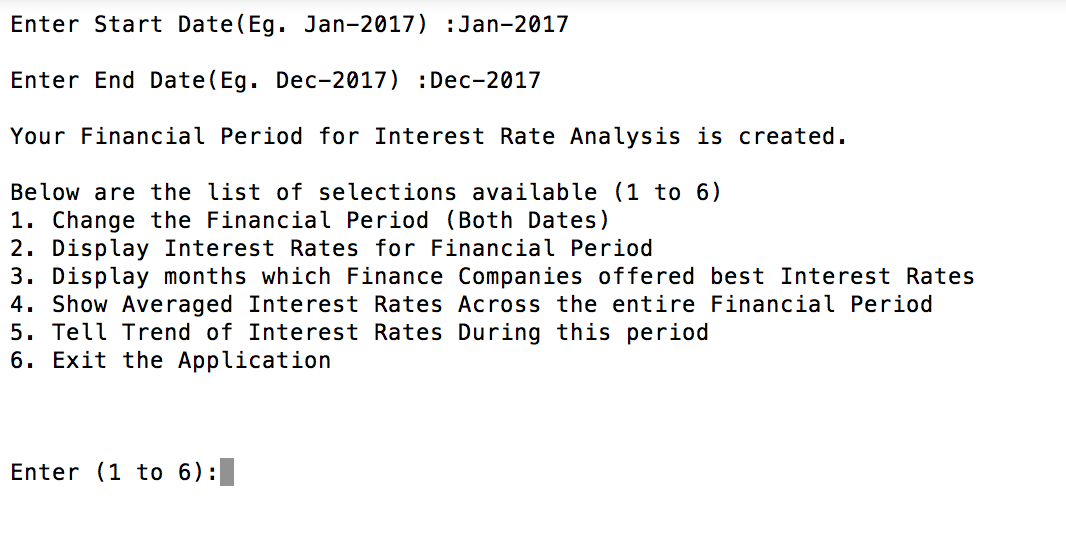 Enter Start Date(Eg. Jan-2017) :Jan-2017
Enter End Date(Eg. Dec-2017) :Dec-2017
Your Financial Period for Interest Rate Analysis is created.
Below are the list of selections available (1 to 6)
1. Change the Financial Period (Both Dates)
2. Display Interest Rates for Financial Period
3. Display months which Finance Companies offered best Interest Rates
4. Show Averaged Interest Rates Across the entire Financial Period
5. Tell Trend of Interest Rates During this period
6. Exit the Application
Enter (1 to 6):